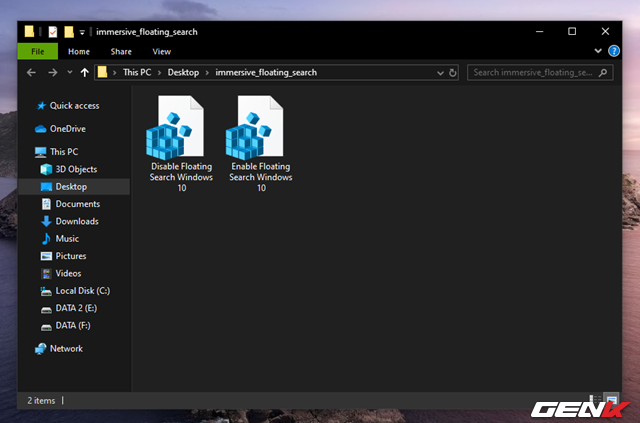 immersive_floating_search
File Home Share View
This PC Desktop immersive_floating_search Search immersive_floating_se...
Quick access
OneDrive
This PC
3D Objects
Desktop
Documents
Downloads
Music
Pictures
Videos
Local Disk (C:)
DATA 2 (E:)
DATA (F:)
Network
Disable Floating
Search Windows
10
Enable Floating
Search Windows
10
2 items
GENK